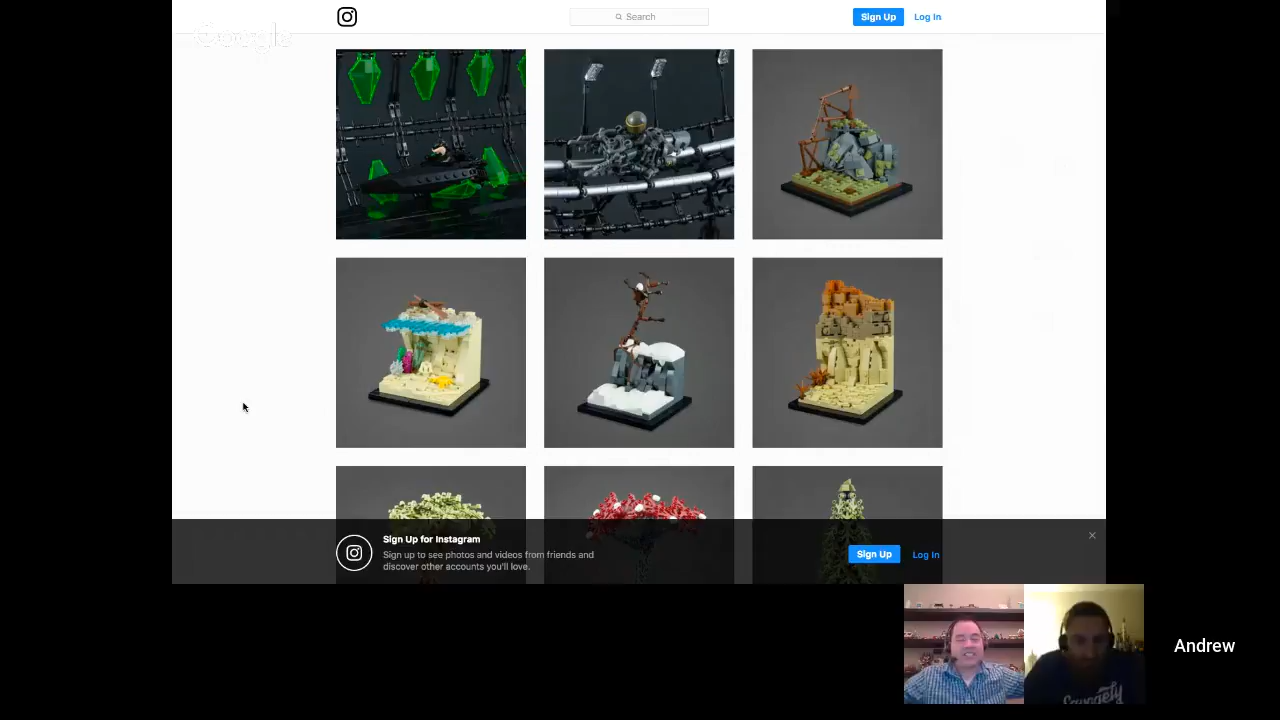 Search
Sign Up
Log In
Google
Sign Up for Instagram
Sign up to see photos and videos from friends and
discover other accounts you'll love.
Sign Up
Log In
Andrew